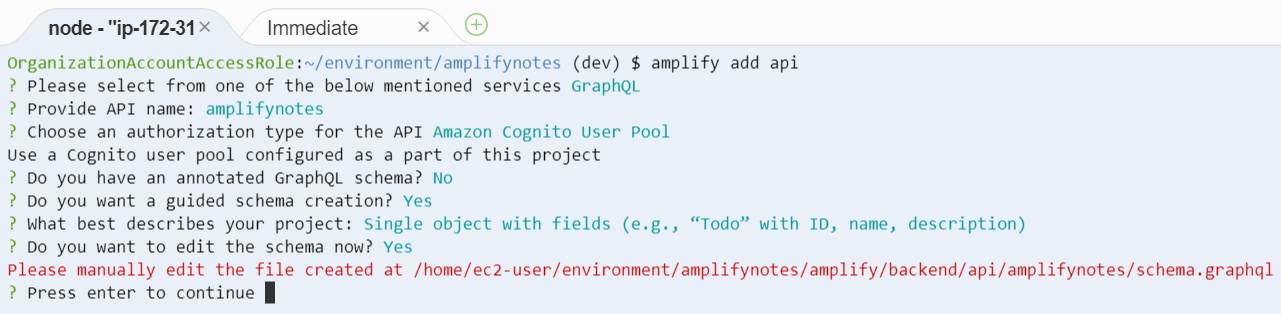 node - "ip-172-31 × Immediate ×
OrganizationAccountAccessRole:~/environment/amplifynotes (dev) $ amplify add api
? Please select from one of the below mentioned services GraphQL
? Provide API name: amplifynotes
? Choose an authorization type for the API Amazon Cognito User Pool
Use a Cognito user pool configured as a part of this project
? Do you have an annotated GraphQL schema? No
? Do you want a guided schema creation? Yes
? What best describes your project: Single object with fields (e.g., “Todo” with ID, name, description)
? Do you want to edit the schema now? Yes
Please manually edit the file created at /home/ec2-user/environment/amplifynotes/amplify/backend/api/amplifynotes/schema.graphql
? Press enter to continue